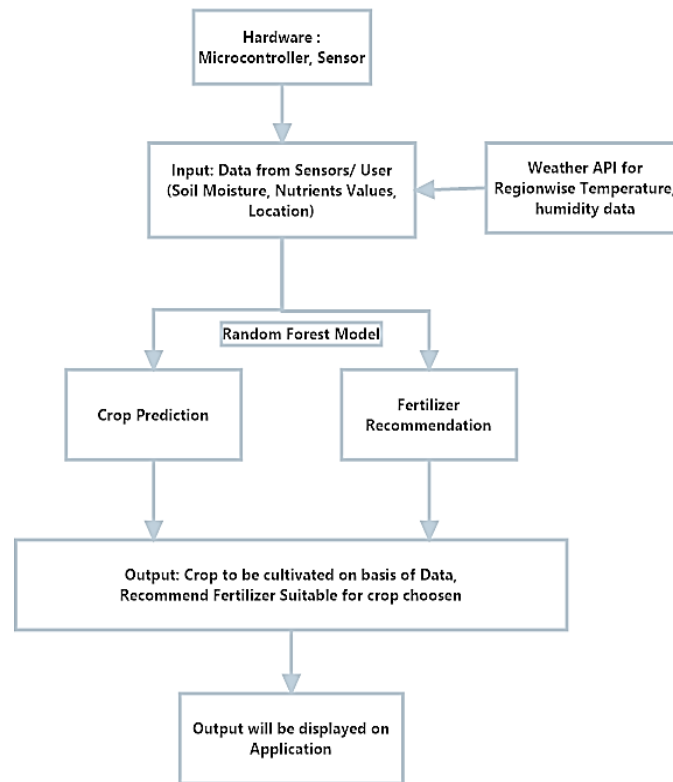 Hardware :
Microcontroller, Sensor
Input: Data from Sensors/ User
(Soil Moisture, Nutrients Values,
Location)
Weather API for
Regionwise Temperature,
humidity data
Random Forest Model
Crop Prediction
Fertilizer
Recommendation
Output: Crop to be cultivated on basis of Data,
Recommend Fertilizer Suitable for crop choosen
Output will be displayed on
Application